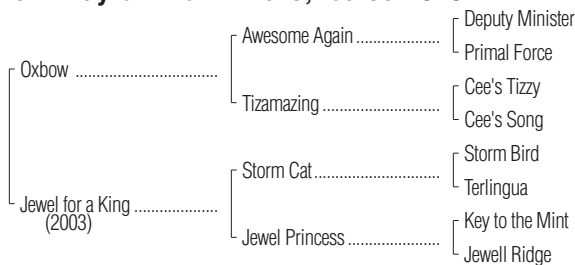 Deputy Minister
Awesome Again
Primal Force
Oxbow
Cee's Tizzy
Tizamazing
Cee's Song
Storm Bird
Storm Cat
Terlingua
Jewel for a King
(2003)
Key to the Mint
Jewel Princess
Jewell Ridge